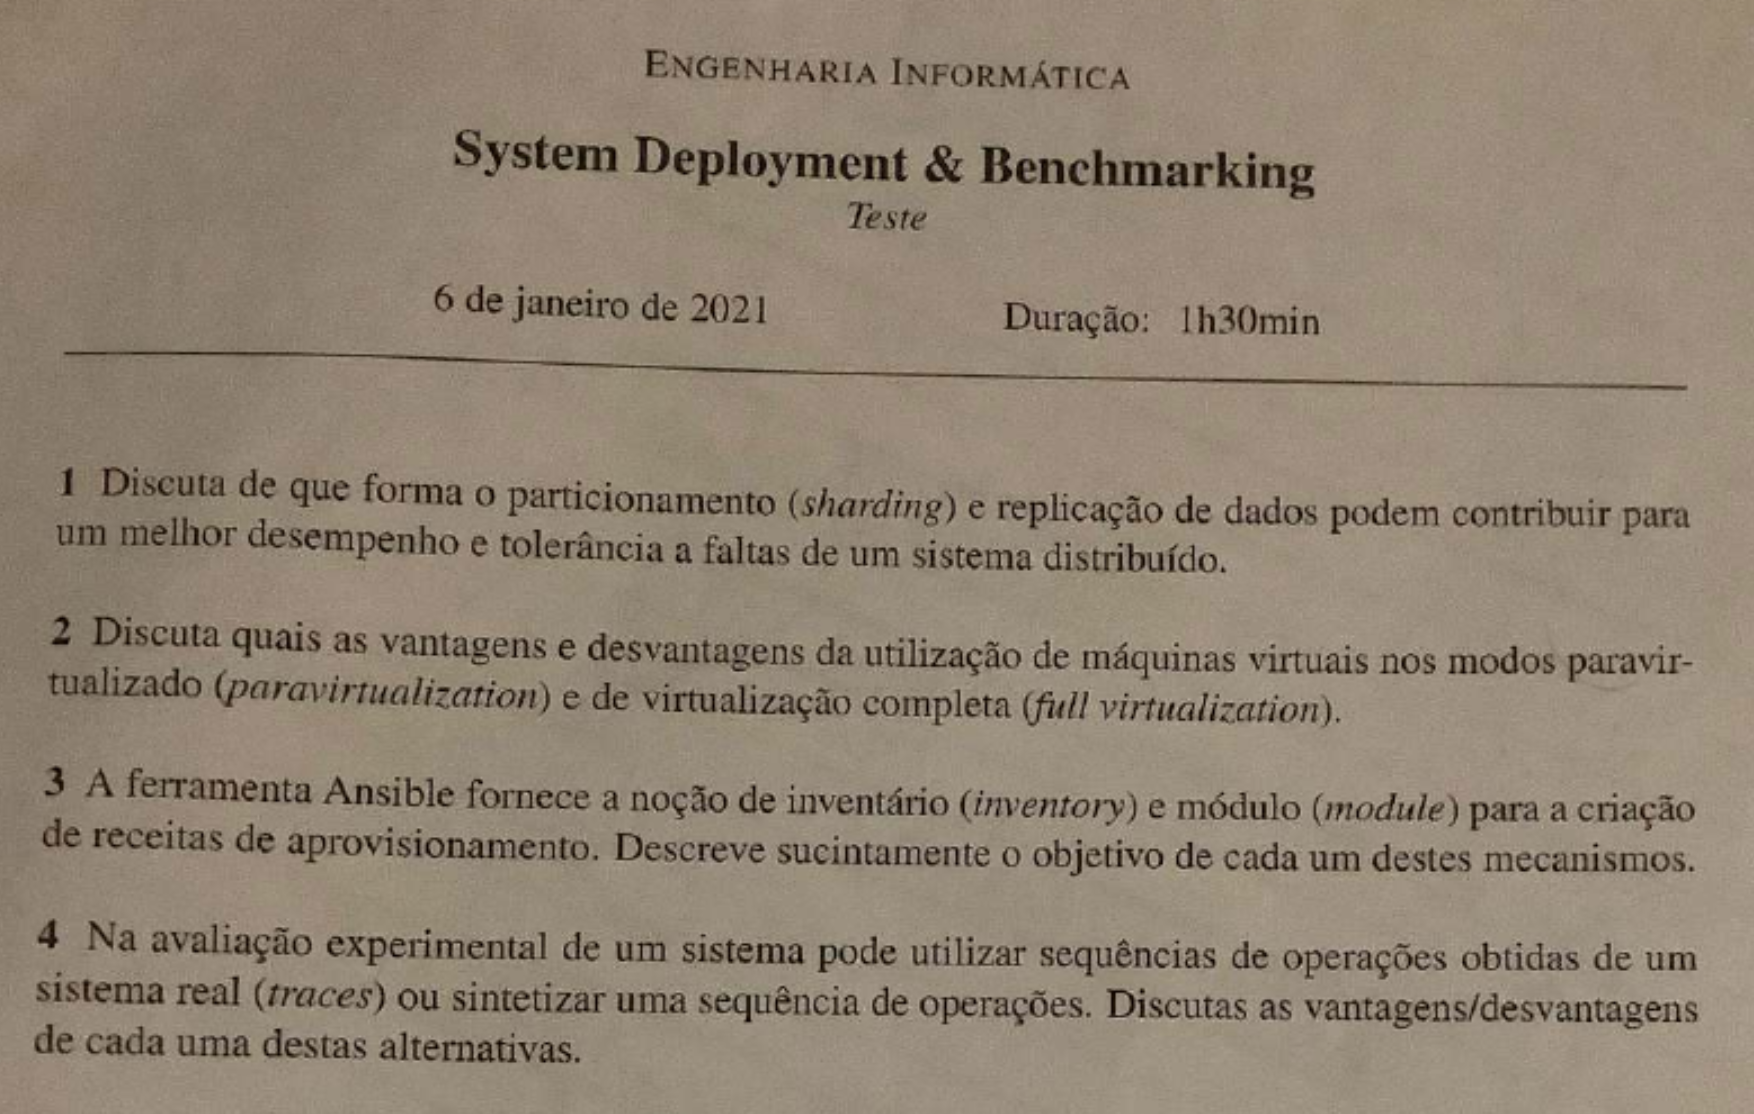 ENGENHARIA INFORMÁTICA
System Deployment & Benchmarking
Teste
6 de janeiro de 2021 Duração: 1h30min
1 Discuta de que forma o particionamento (sharding) e replicação de dados podem contribuir para
um melhor desempenho e tolerância a faltas de um sistema distribuído.
2 Discuta quais as vantagens e desvantagens da utilização de máquinas virtuais nos modos paravir-
tualizado (paravirtualization) e de virtualização completa (full virtualization).
3 A ferramenta Ansible fornece a noção de inventário (inventory) e módulo (module) para a criação
de receitas de aprovisionamento. Descreve sucintamente o objetivo de cada um destes mecanismos.
4 Na avaliação experimental de um sistema pode utilizar sequências de operações obtidas de um
sistema real (traces) ou sintetizar uma sequência de operações. Discutas as vantagens/desvantagens
de cada uma destas alternativas.